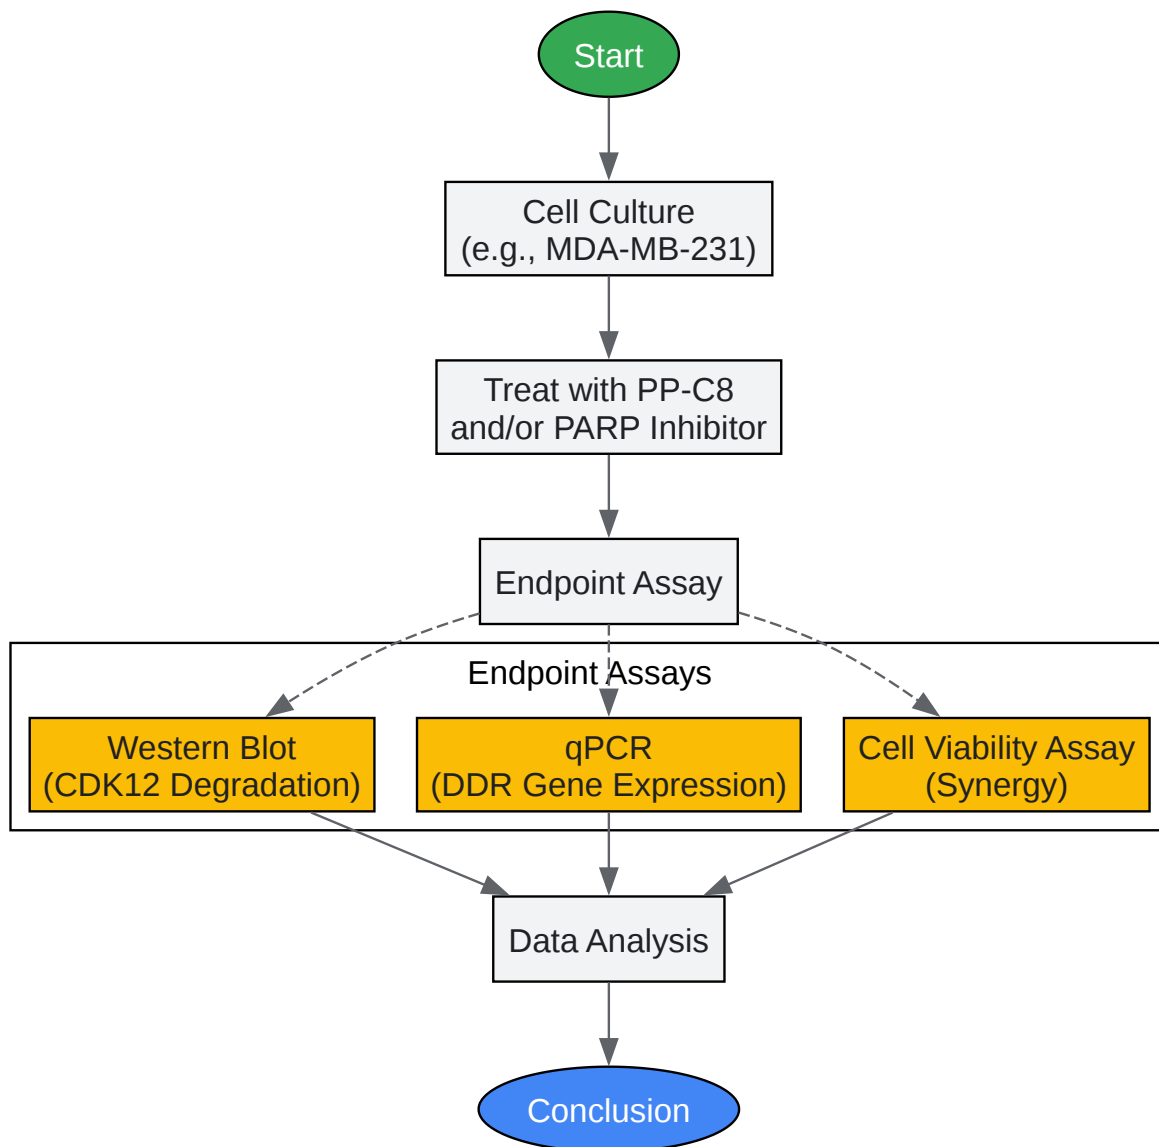 Start
Cell Culture
(e.g., MDA-MB-231)
Treat with PP-C8
and/or PARP Inhibitor
Endpoint Assay
Endpoint Assays
Western Blot
(CDK12 Degradation)
qPCR
(DDR Gene Expression)
Cell Viability Assay
(Synergy)
Data Analysis
Conclusion